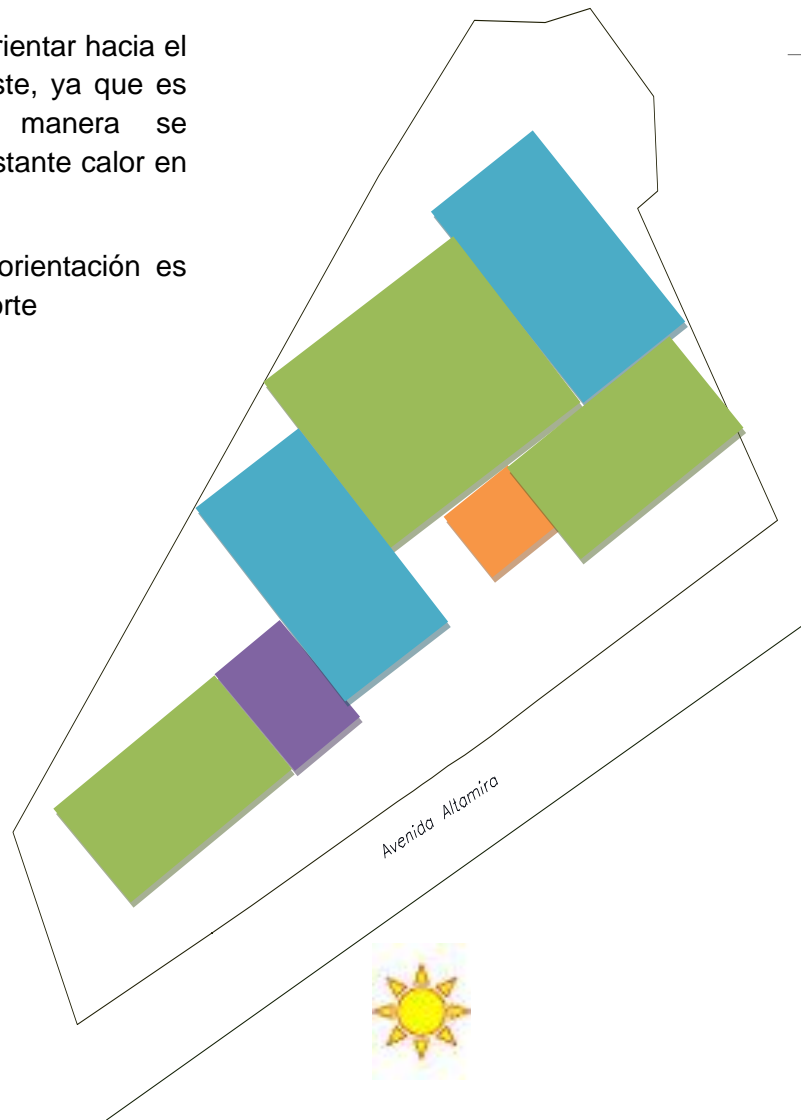 rientar hacia el
ste, ya que es
manera se
stante calor en
orientación es
orte
Avenida Altamira